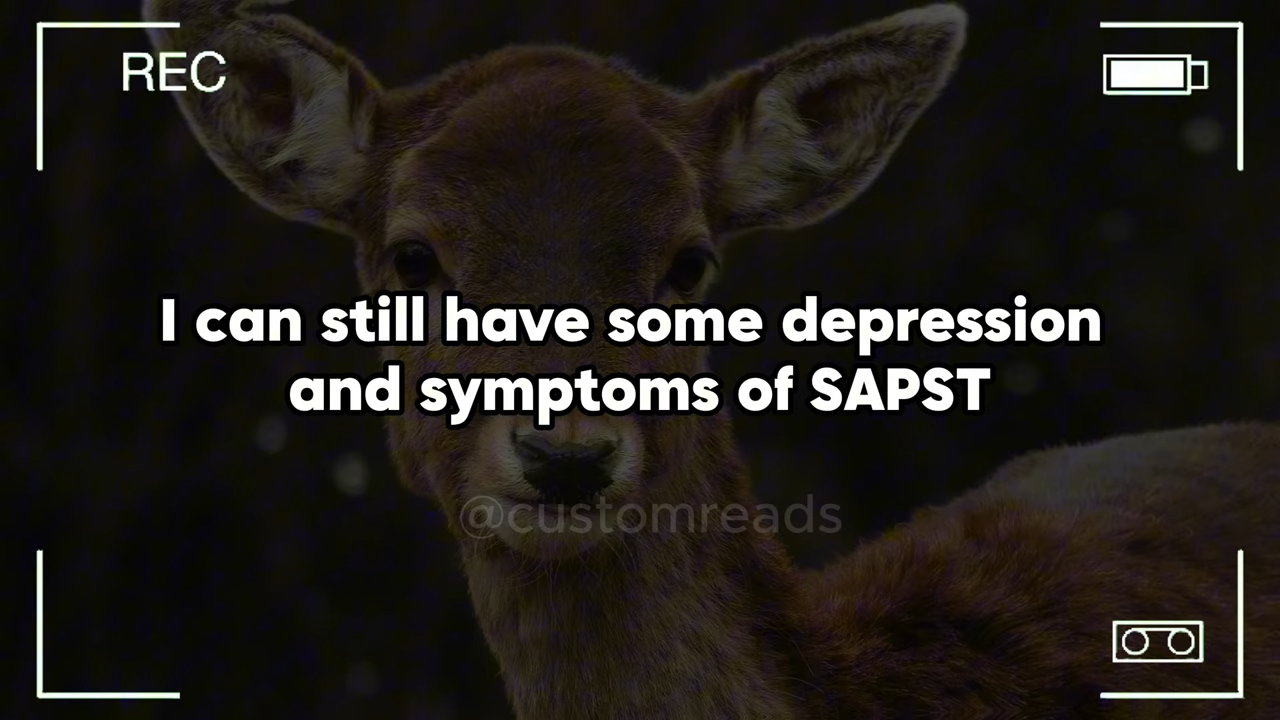 REC
I can still have some depression
and symptoms of SAPST
@customreads